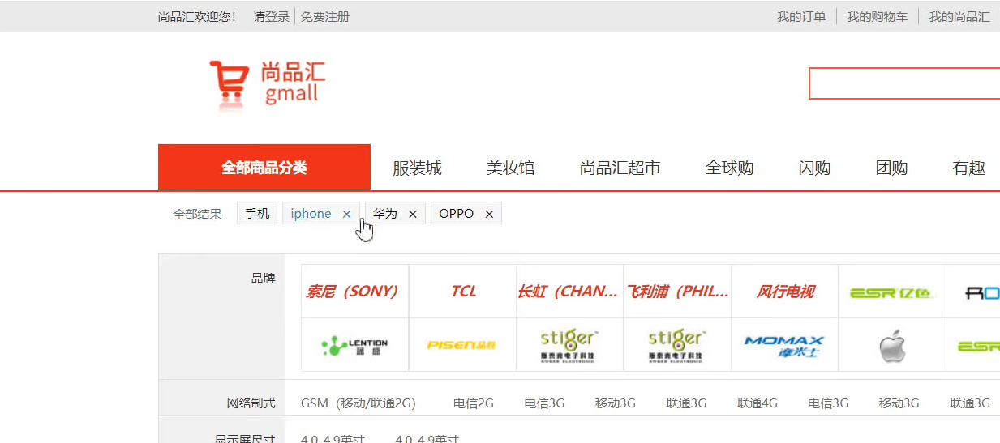 尚品汇欢迎您！ 请登录 免费注册 我的订单 我的购物车 我的尚品汇
尚品汇
gmall
全部商品分类 服装城 美妆馆 尚品汇超市 全球购 闪购 团购 有趣
全部结果 手机 iphone × 华为 × OPPO ×
品牌 索尼（SONY） TCL 长虹（CHAN... 飞利浦（PHIL... 风行电视 ESR亿色 RO
LENTION 蓝盛 PISEN品胜 stiger 斯泰克电子科技 STIGER ELECTRONIC stiger 斯泰克电子科技 STIGER ELECTRONIC MOMAX 摩米士 ESR
网络制式 GSM（移动/联通2G） 电信2G 电信3G 移动3G 联通3G 联通4G 电信3G 移动3G 联通3G
显示屏尺寸 4.0-4.9英寸 4.0-4.9英寸